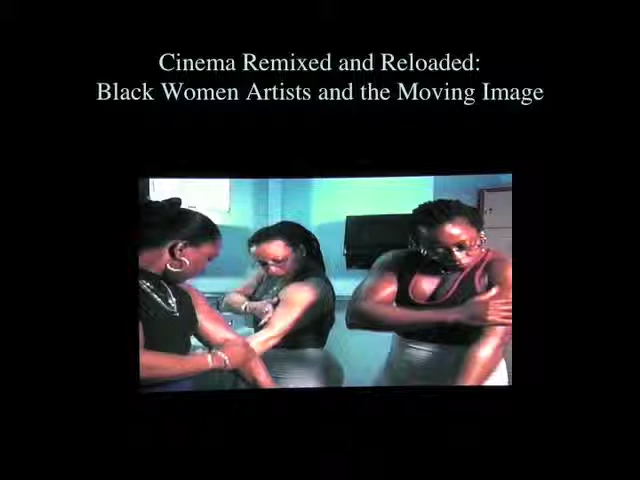 Cinema Remixed and Reloaded:
Black Women Artists and the Moving Image